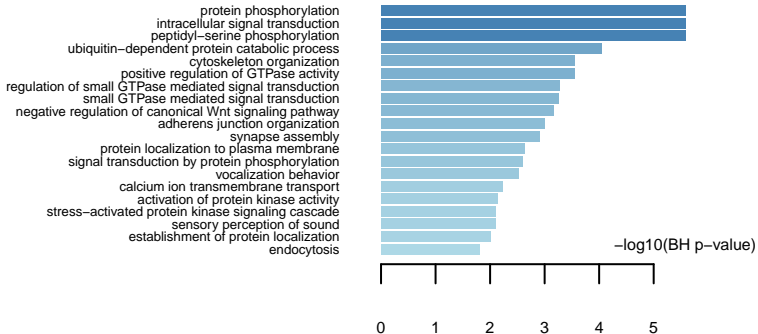 protein phosphorylation
intracellular signal transduction
peptidyl−serine phosphorylation
ubiquitin−dependent protein catabolic process
cytoskeleton organization
positive regulation of GTPase activity
regulation of small GTPase mediated signal transduction
small GTPase mediated signal transduction
negative regulation of canonical Wnt signaling pathway
adherens junction organization
synapse assembly
protein localization to plasma membrane
signal transduction by protein phosphorylation
vocalization behavior
calcium ion transmembrane transport
activation of protein kinase activity
stress−activated protein kinase signaling cascade
sensory perception of sound
establishment of protein localization
endocytosis
−log10(BH p−value)
0 1 2 3 4 5